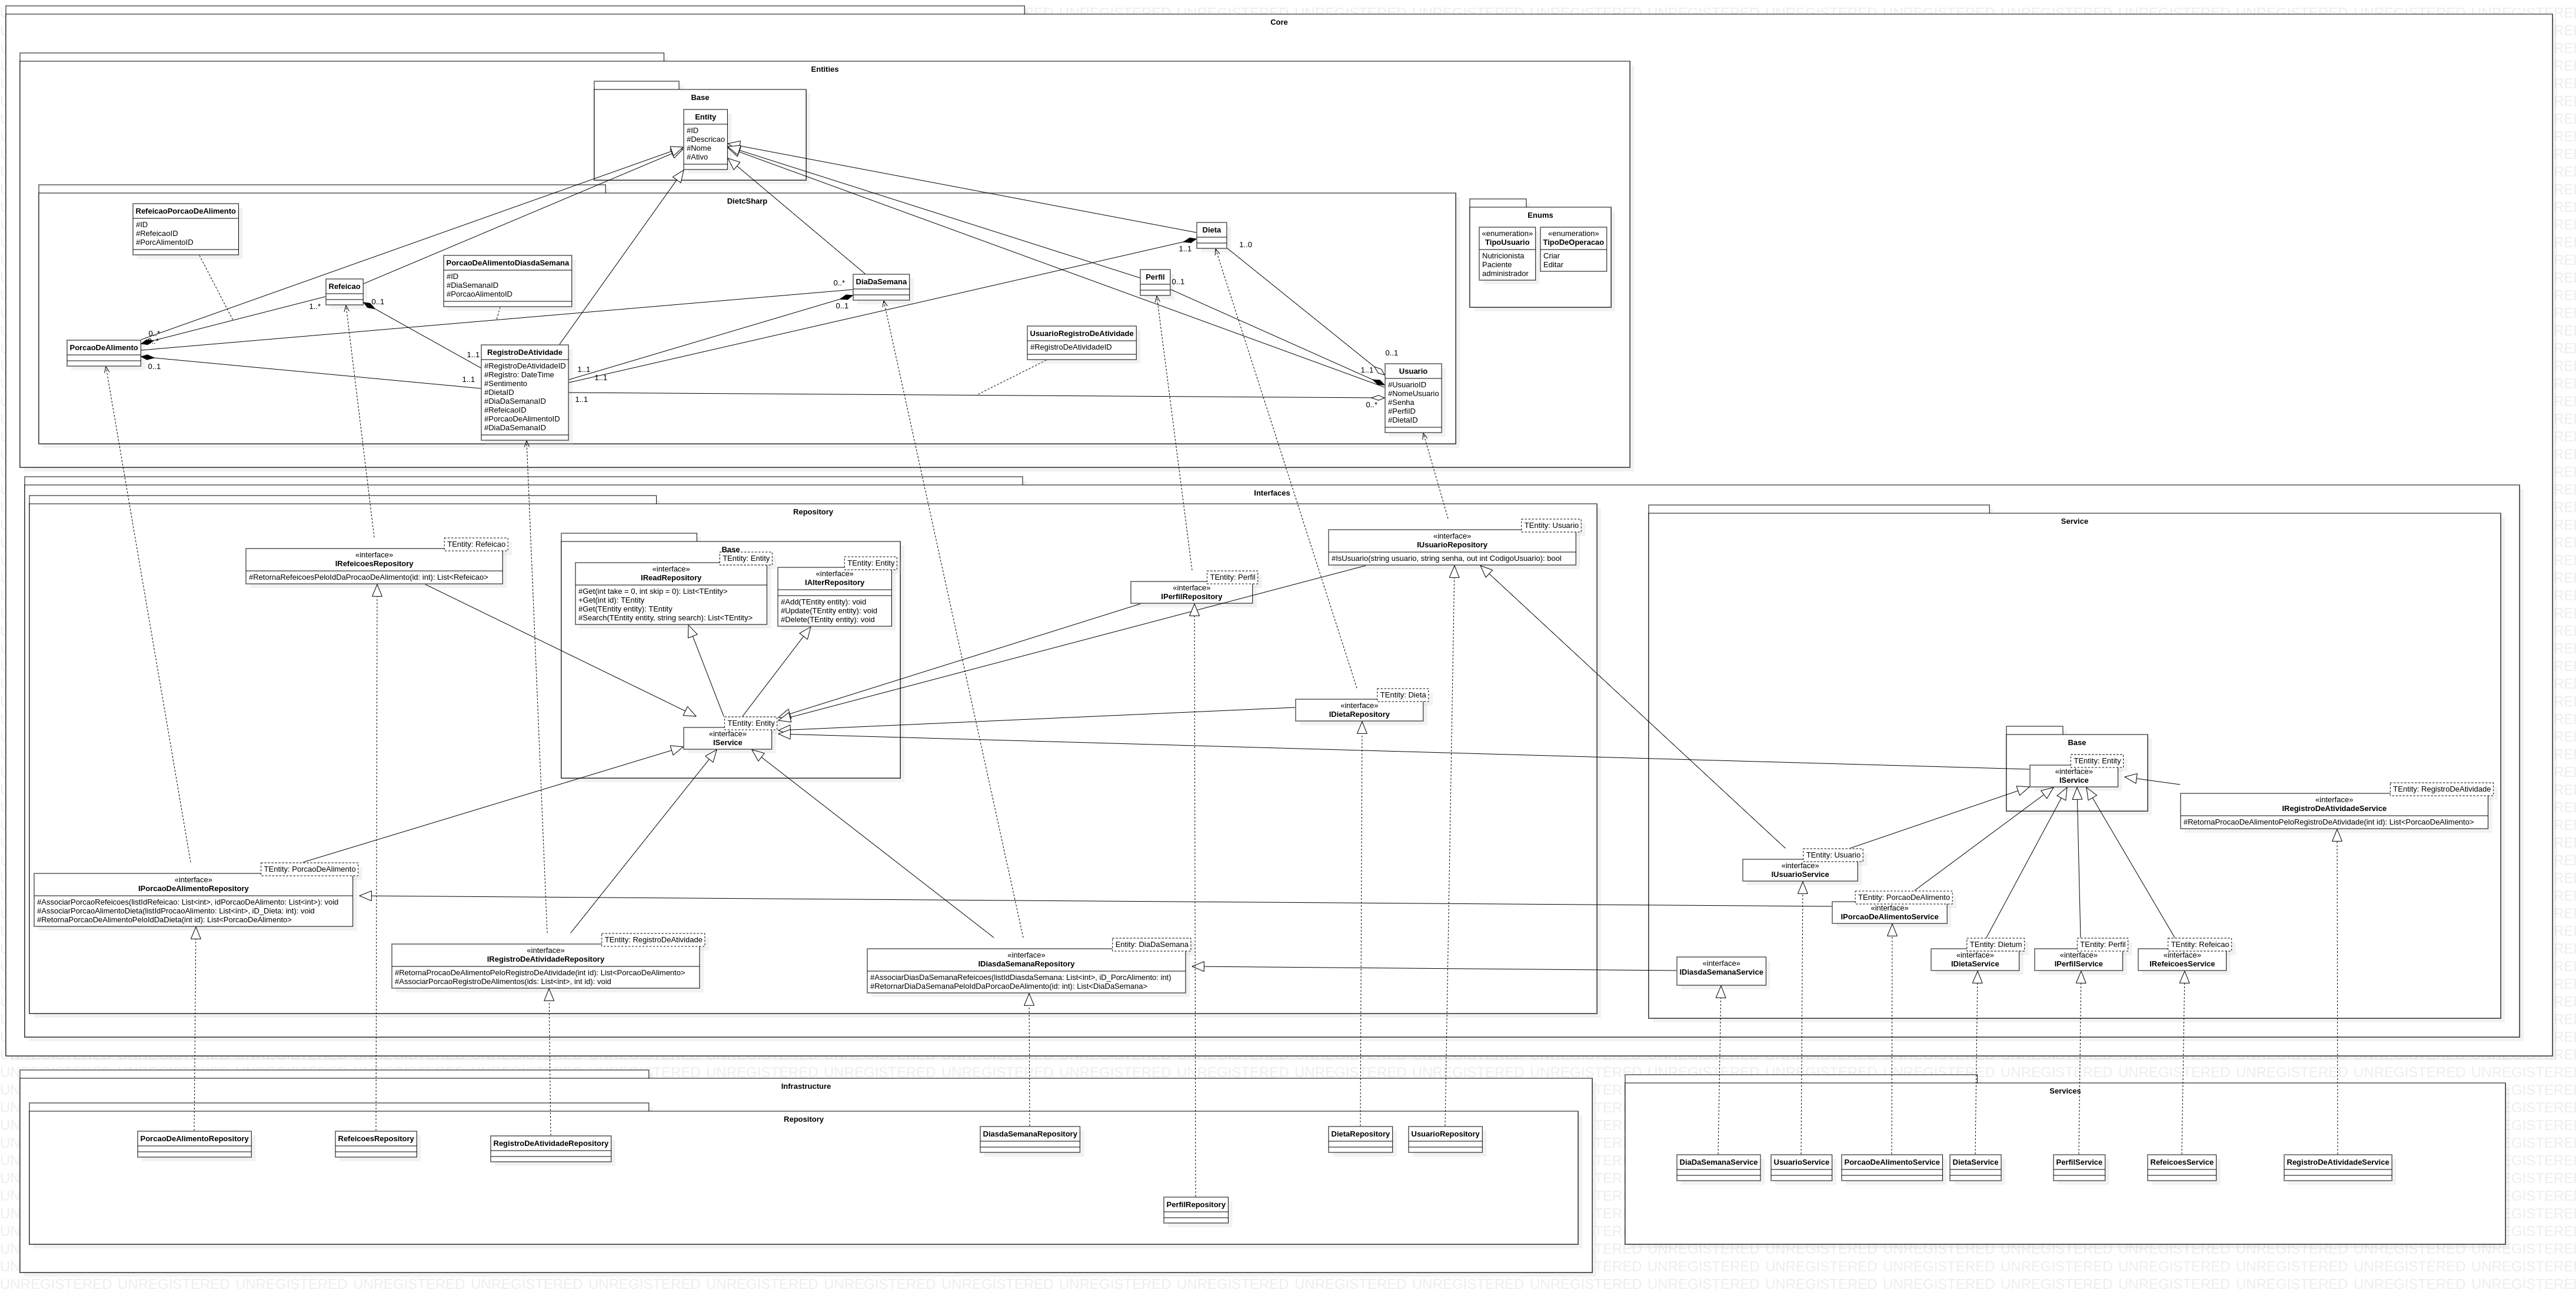 Core
Entities
Base
Entity
#ID
#Descricao
#Nome
#Ativo
DietcSharp
RefeicaoPorcaoDeAlimento
#ID
#RefeicaoID
#PorcAlimentoID
PorcaoDeAlimentoDiasdaSemana
#ID
#DiaSemanaID
#PorcaoAlimentoID
Refeicao
DiaDaSemana
Perfil
Dieta
PorcaoDeAlimento
RegistroDeAtividade
#RegistroDeAtividadeID
#Registro: DateTime
#Sentimento
#DietaID
#DiaDaSemanaID
#RefeicaoID
#PorcaoDeAlimentoID
#DiaDaSemanaID
UsuarioRegistroDeAtividade
#RegistroDeAtividadeID
Usuario
#UsuarioID
#NomeUsuario
#Senha
#PerfilD
#DietaID
1..*
0..*
0..1
0..1
1..1
1..1
0..*
0..1
1..1
1..1
1..1
1..1
1..0
0..1
0..1
1..1
0..*
Enums
«enumeration»
TipoUsuario
Nutricionista
Paciente
administrador
«enumeration»
TipoDeOperacao
Criar
Editar
Interfaces
Repository
TEntity: Refeicao
«interface»
IRefeicoesRepository
#RetornaRefeicoesPeloIdDaProcaoDeAlimento(id: int): List<Refeicao>
Base
TEntity: Entity
«interface»
IReadRepository
#Get(int take = 0, int skip = 0): List<TEntity>
+Get(int id): TEntity
#Get(TEntity entity): TEntity
#Search(TEntity entity, string search): List<TEntity>
TEntity: Entity
«interface»
IAlterRepository
#Add(TEntity entity): void
#Update(TEntity entity): void
#Delete(TEntity entity): void
TEntity: Entity
«interface»
IService
TEntity: Perfil
«interface»
IPerfilRepository
TEntity: Usuario
«interface»
IUsuarioRepository
#IsUsuario(string usuario, string senha, out int CodigoUsuario): bool
TEntity: Dieta
«interface»
IDietaRepository
TEntity: PorcaoDeAlimento
«interface»
IPorcaoDeAlimentoRepository
#AssociarPorcaoRefeicoes(listIdRefeicao: List<int>, idPorcaoDeAlimento: List<int>): void
#AssociarPorcaoAlimentoDieta(listIdProcaoAlimento: List<int>, iD_Dieta: int): void
#RetornaPorcaoDeAlimentoPeloIdDaDieta(int id): List<PorcaoDeAlimento>
TEntity: RegistroDeAtividade
«interface»
IRegistroDeAtividadeRepository
#RetornaPorcaoDeAlimentoPeloRegistroDeAtividade(int id): List<PorcaoDeAlimento>
#AssociarPorcaoRegistroDeAlimentos(ids: List<int>, int id): void
Entity: DiaDaSemana
«interface»
IDiasdaSemanaRepository
#AssociarDiasDaSemanaRefeicoes(listIdDiasdaSemana: List<int>, iD_PorcAlimento: int)
#RetornarDiaDaSemanaPeloIdDaPorcaoDeAlimento(id: int): List<DiaDaSemana>
Service
Base
TEntity: Entity
«interface»
IService
TEntity: RegistroDeAtividade
«interface»
IRegistroDeAtividadeService
#RetornaProcaoDeAlimentoPeloRegistroDeAtividade(int id): List<PorcaoDeAlimento>
TEntity: Usuario
«interface»
IUsuarioService
TEntity: PorcaoDeAlimento
«interface»
IPorcaoDeAlimentoService
«interface»
IDiasdaSemanaService
TEntity: Dietum
«interface»
IDietaService
TEntity: Perfil
«interface»
IPerfilService
TEntity: Refeicao
«interface»
IRefeicoesService
Infrastructure
Repository
PorcaoDeAlimentoRepository
RefeicoesRepository
RegistroDeAtividadeRepository
DiasdaSemanaRepository
PerfilRepository
DietaRepository
UsuarioRepository
Services
DiaDaSemanaService
UsuarioService
PorcaoDeAlimentoService
DietaService
PerfilService
RefeicoesService
RegistroDeAtividadeService
UNREGISTERED